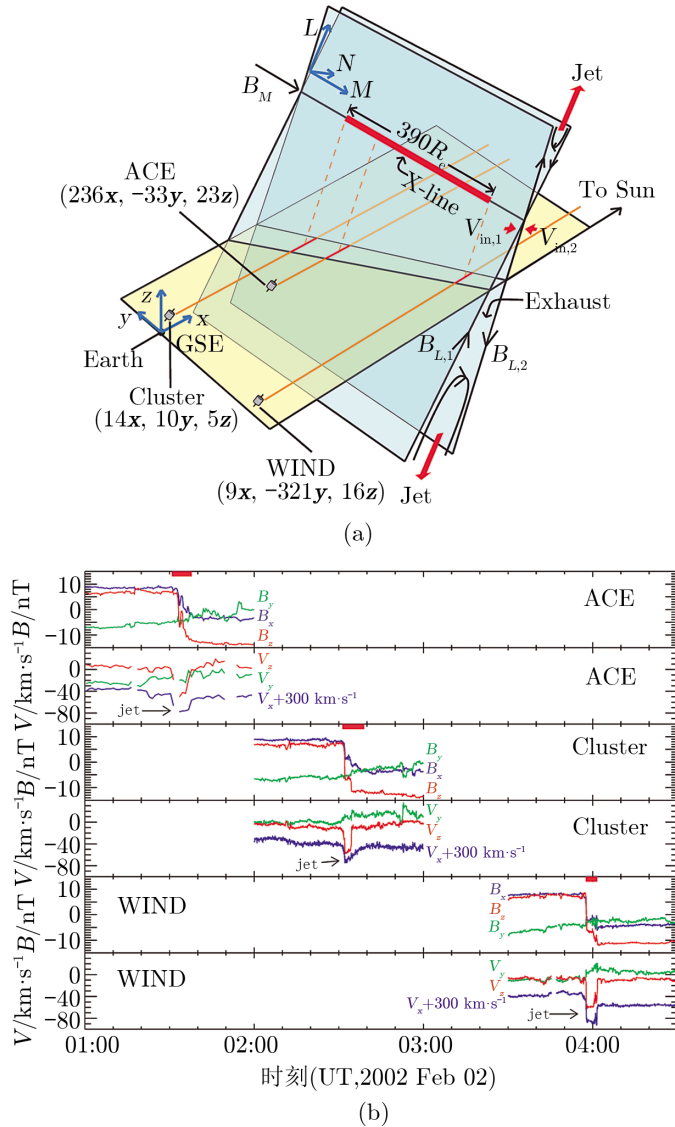 L
N
M
B_M
Jet
390R_e
X-line
ACE
(236x, −33y, 23z)
To Sun
V_in,1
V_in,2
z
y
x
Exhaust
GSE
Earth
B_L,1
B_L,2
Cluster
(14x, 10y, 5z)
WIND
(9x, −321y, 16z)
Jet
(a)
10
0
−10
B/nT
B_y
B_x
B_z
ACE
0
−40
−80
V/km·s⁻¹
V_z
V_y
V_x+300 km·s⁻¹
jet
ACE
10
0
−10
B/nT
B_y
B_x
B_z
Cluster
0
−40
−80
V/km·s⁻¹
V_y
V_z
V_x+300 km·s⁻¹
jet
Cluster
10
0
−10
B/nT
WIND
B_x
B_z
B_y
0
−40
−80
V/km·s⁻¹
WIND
V_y
V_z
V_x+300 km·s⁻¹
jet
01:00 02:00 03:00 04:00
时刻(UT,2002 Feb 02)
(b)